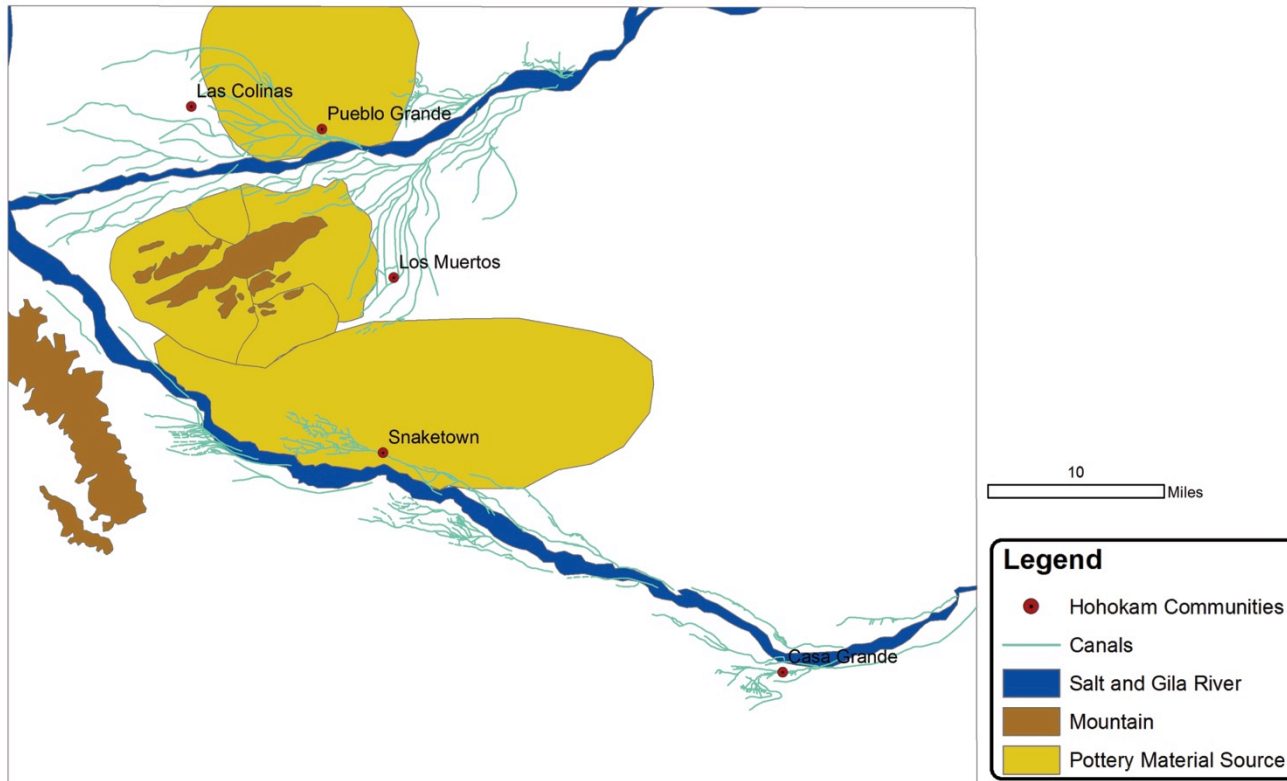 Las Colinas
Pueblo Grande
Los Muertos
Snaketown
Casa Grande
10
Miles
Legend
Hohokam Communities
Canals
Salt and Gila River
Mountain
Pottery Material Source